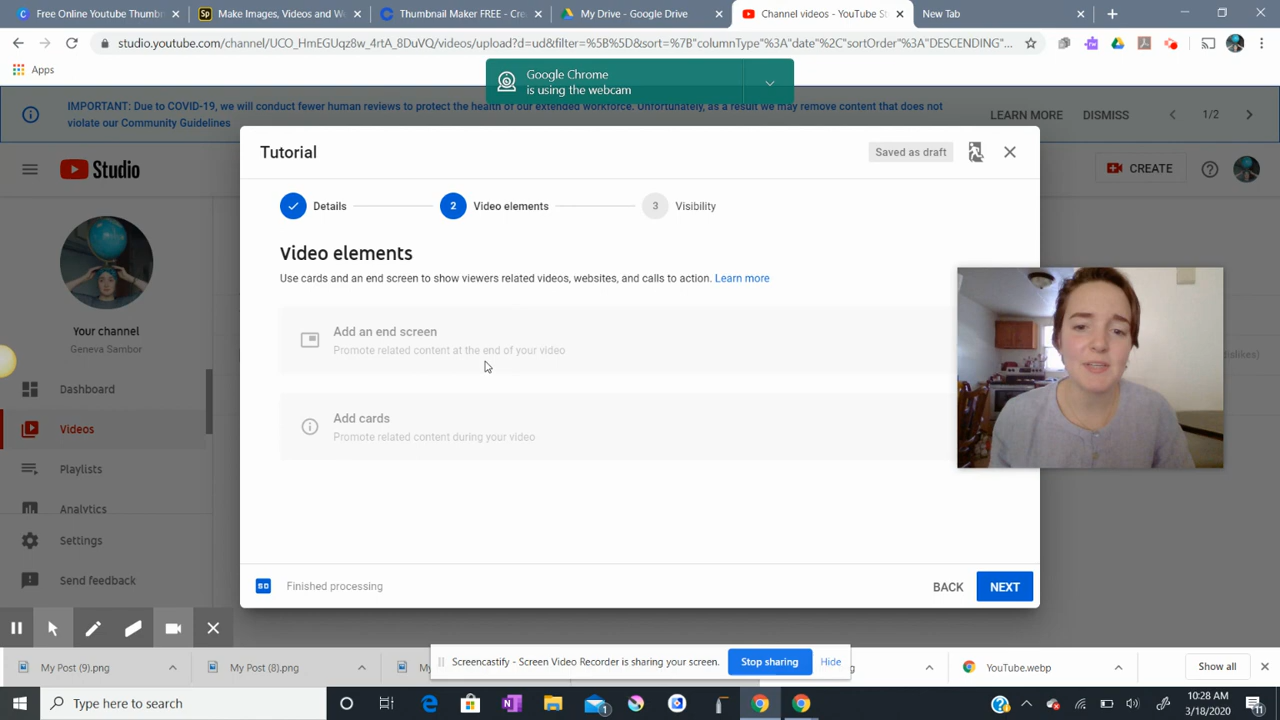 Free Online Youtube Thumbn
Make Images, Videos and We
Thumbnail Maker FREE - Cre
My Drive - Google Drive
Channel videos - YouTube St
New Tab
studio.youtube.com/channel/UCO_HmEGUqz8w_4rtA_8DuVQ/videos/upload?d=ud&filter=%5B%5D&sort=%7B"columnType"%3A"date"%2C"sortOrder"%3A"DESCENDING"...
Apps
Google Chrome
is using the webcam
IMPORTANT: Due to COVID-19, we will conduct fewer human reviews to protect the health of our extended workforce. Unfortunately, as a result we may remove content that does not
violate our Community Guidelines
LEARN MORE
DISMISS
1/2
Studio
CREATE
Tutorial
Saved as draft
Details
2
Video elements
3
Visibility
Video elements
Use cards and an end screen to show viewers related videos, websites, and calls to action. Learn more
Add an end screen
Promote related content at the end of your video
Add cards
Promote related content during your video
Your channel
Geneva Sambor
Dashboard
Videos
Playlists
Analytics
Settings
Send feedback
dislikes)
SD
Finished processing
BACK
NEXT
Screencastify - Screen Video Recorder is sharing your screen.
Stop sharing
Hide
My Post (9).png
My Post (8).png
My
YouTube.webp
Show all
Type here to search
10:28 AM
3/18/2020
11